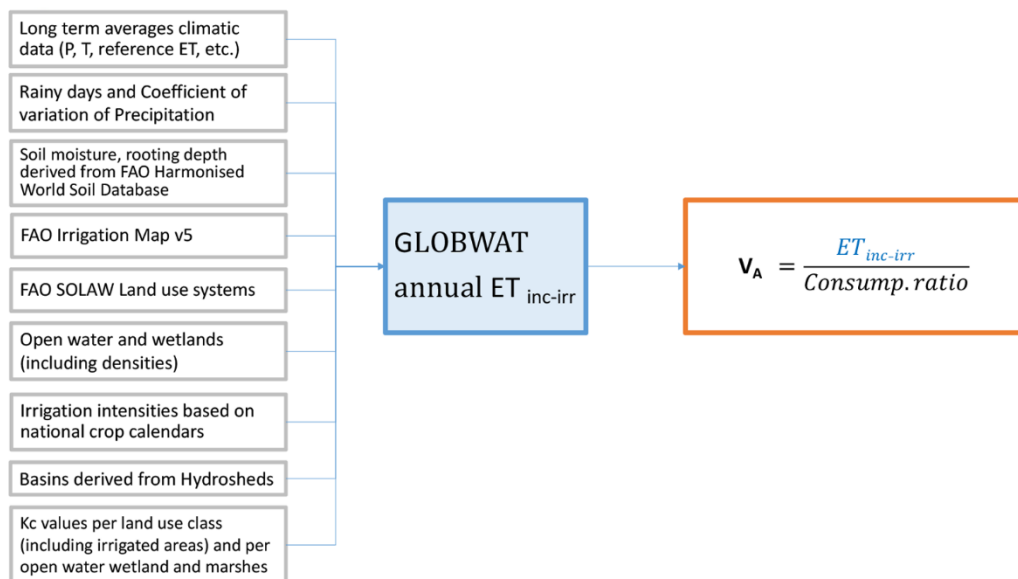 Long term averages climatic
data (P, T, reference ET, etc.)
Rainy days and Coefficient of
variation of Precipitation
Soil moisture, rooting depth
derived from FAO Harmonised
World Soil Database
FAO Irrigation Map v5
FAO SOLAW Land use systems
Open water and wetlands
(including densities)
Irrigation intensities based on
national crop calendars
Basins derived from Hydrosheds
Kc values per land use class
(including irrigated areas) and per
open water wetland and marshes
GLOBWAT
annual ET inc-irr
V_A = ET_inc-irr / Consump.ratio